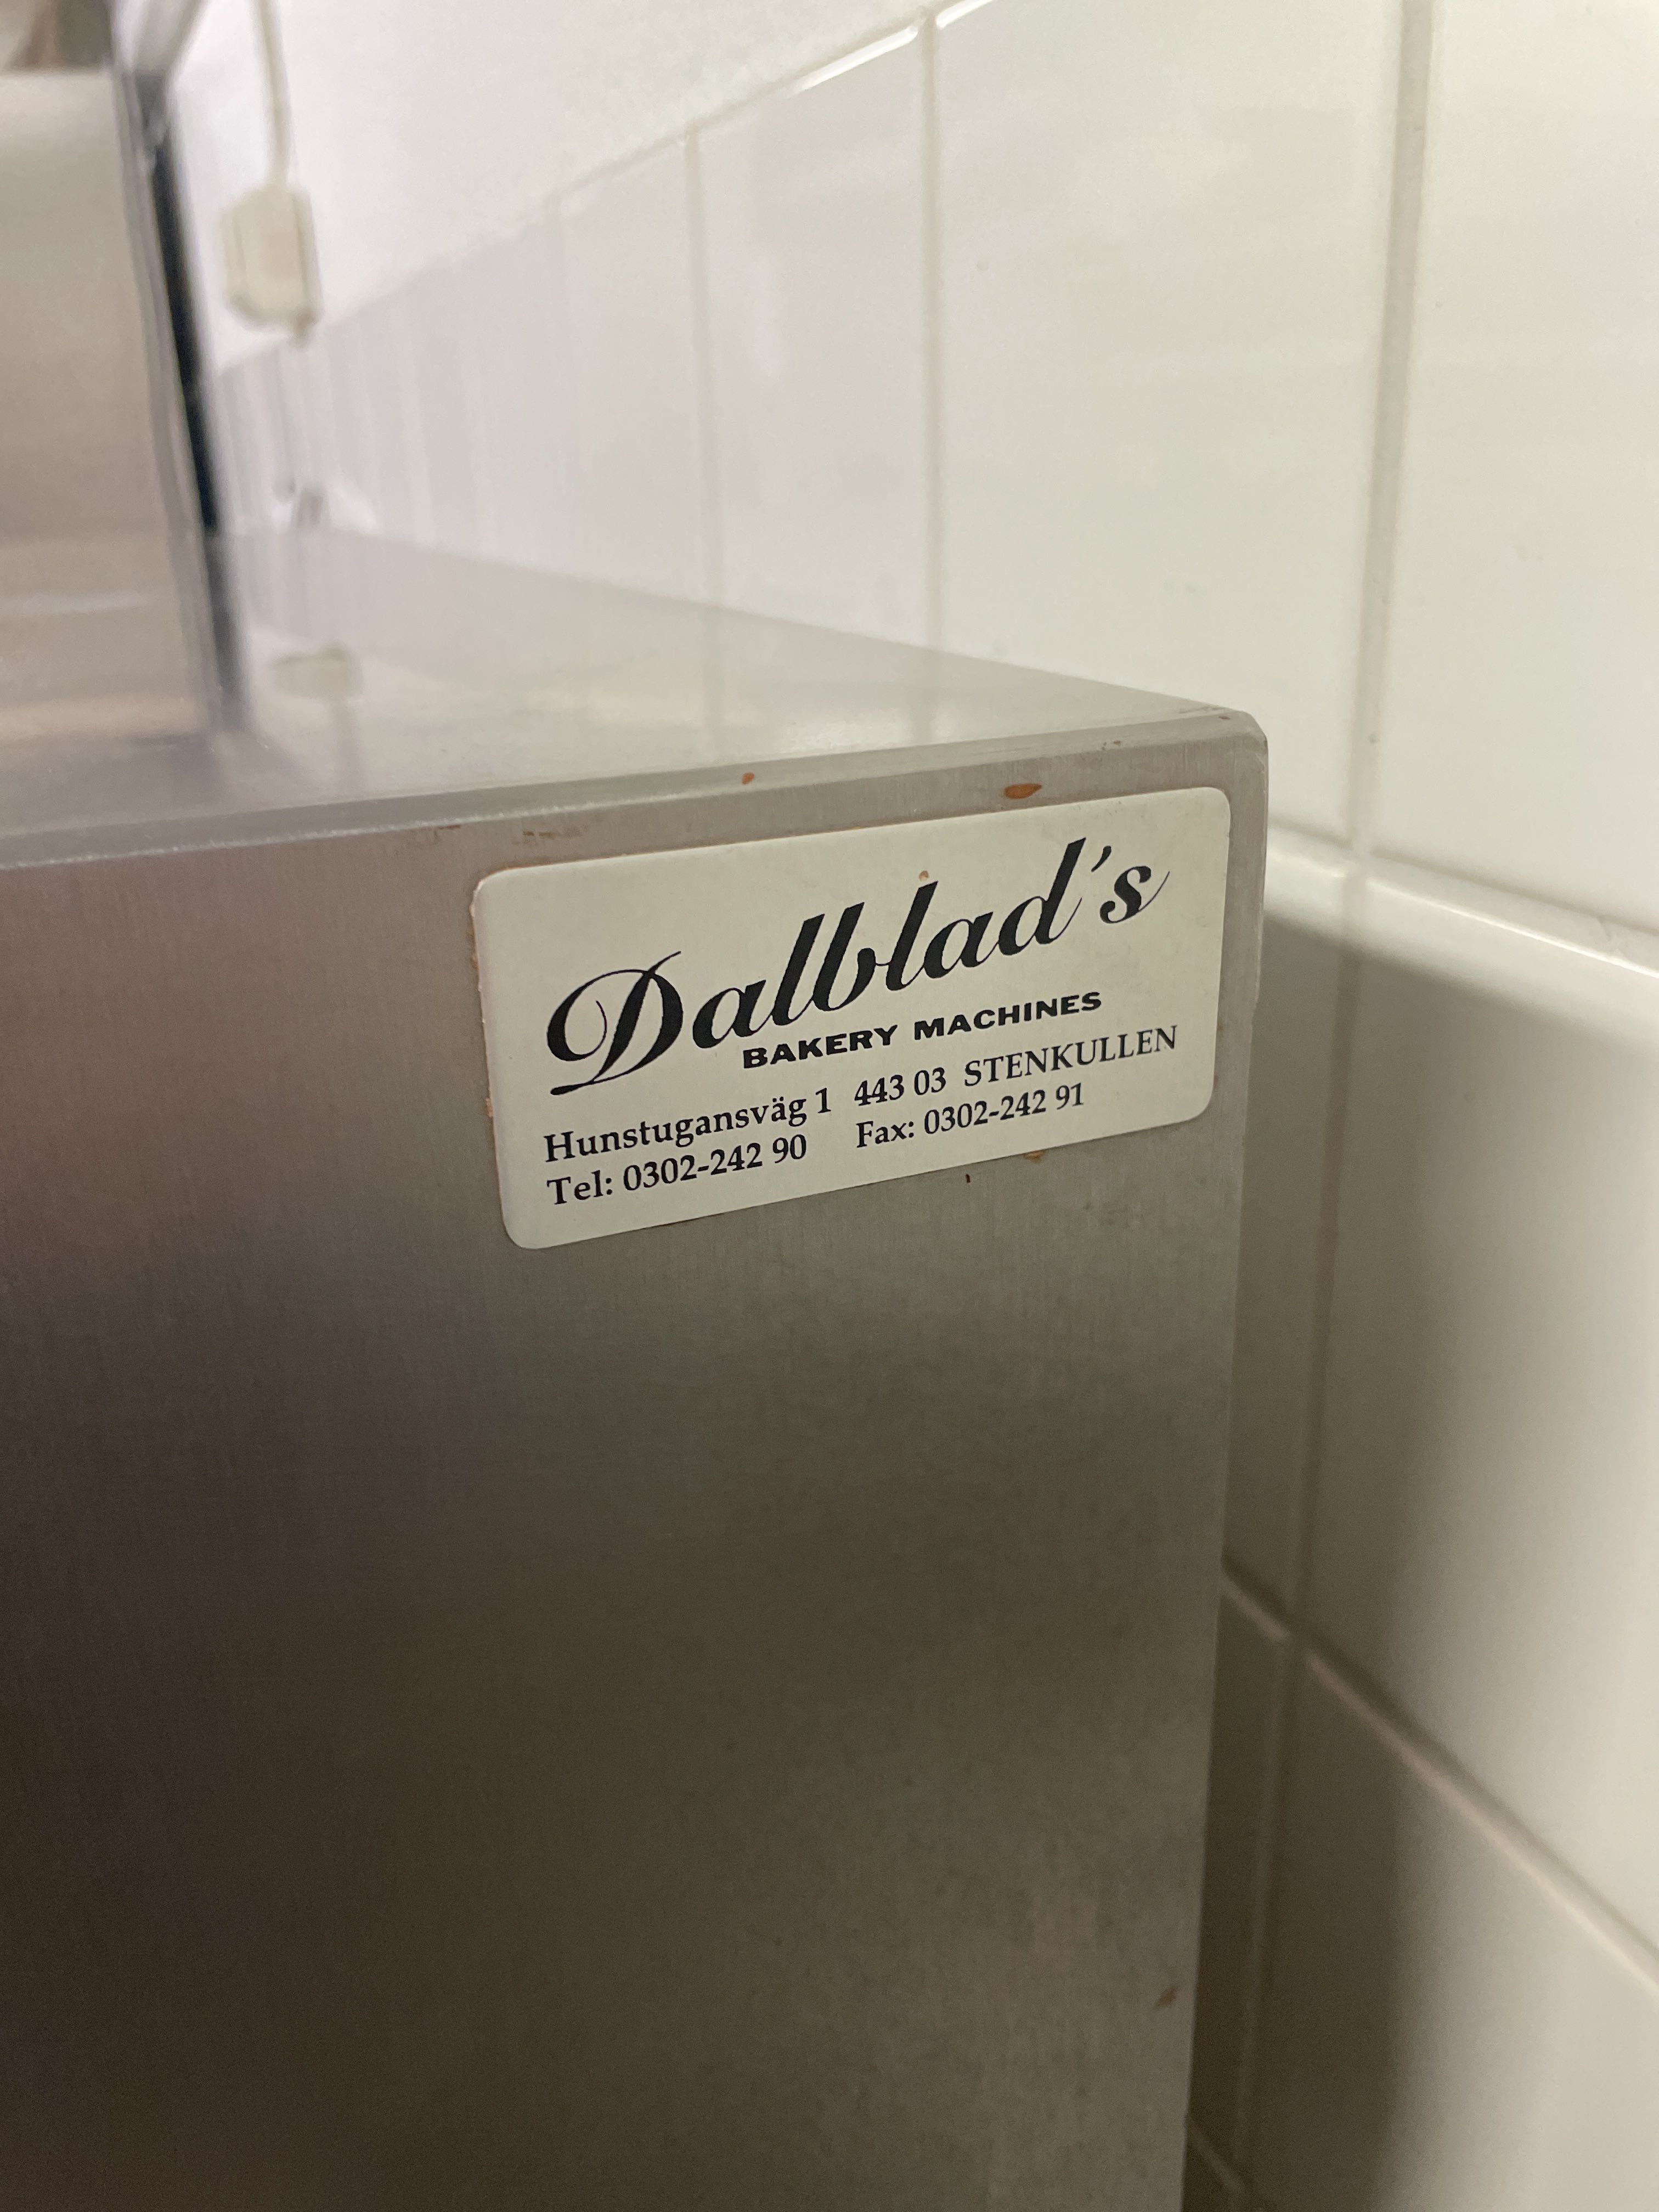 Dalblad's
BAKERY MACHINES
Hunstugansväg 1 443 03 STENKULLEN
Tel: 0302-242 90 Fax: 0302-242 91